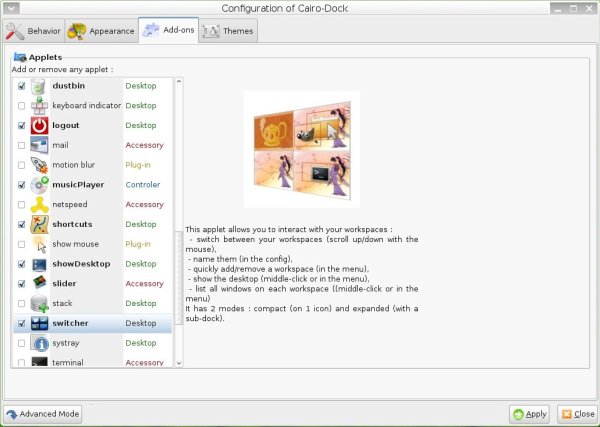 Configuration of Cairo-Dock
Behavior Appearance Add-ons Themes
Applets
Add or remove any applet :
dustbin Desktop
keyboard indicator Desktop
logout Desktop
mail Accessory
motion blur Plug-in
musicPlayer Controler
netspeed Accessory
shortcuts Desktop
show mouse Plug-in
showDesktop Desktop
slider Accessory
stack Desktop
switcher Desktop
systray Desktop
terminal Accessory
This applet allows you to interact with your workspaces :
- switch between your workspaces (scroll up/down with the
mouse),
- name them (in the config),
- quickly add/remove a workspace (in the menu),
- show the desktop (middle-click or in the menu),
- list all windows on each workspace ((middle-click or in the
menu)
It has 2 modes : compact (on 1 icon) and expanded (with a
sub-dock).
Advanced Mode Apply Close